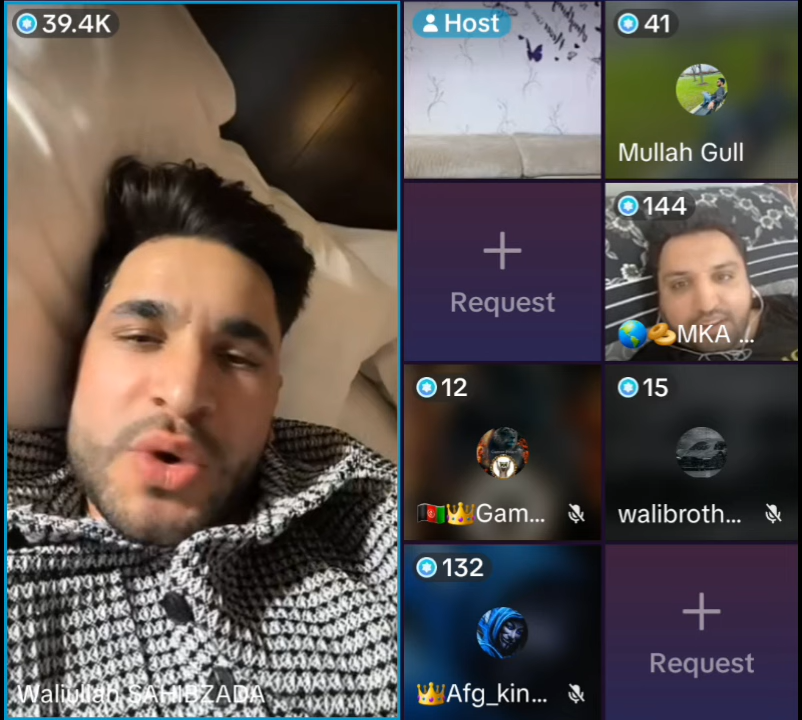 39.4K
Waliullah SAHIBZADA
Host
41
Mullah Gull
Request
144
🌎🥯MKA ...
12
🇦🇫👑Gam...
15
walibroth...
132
👑Afg_kin...
Request